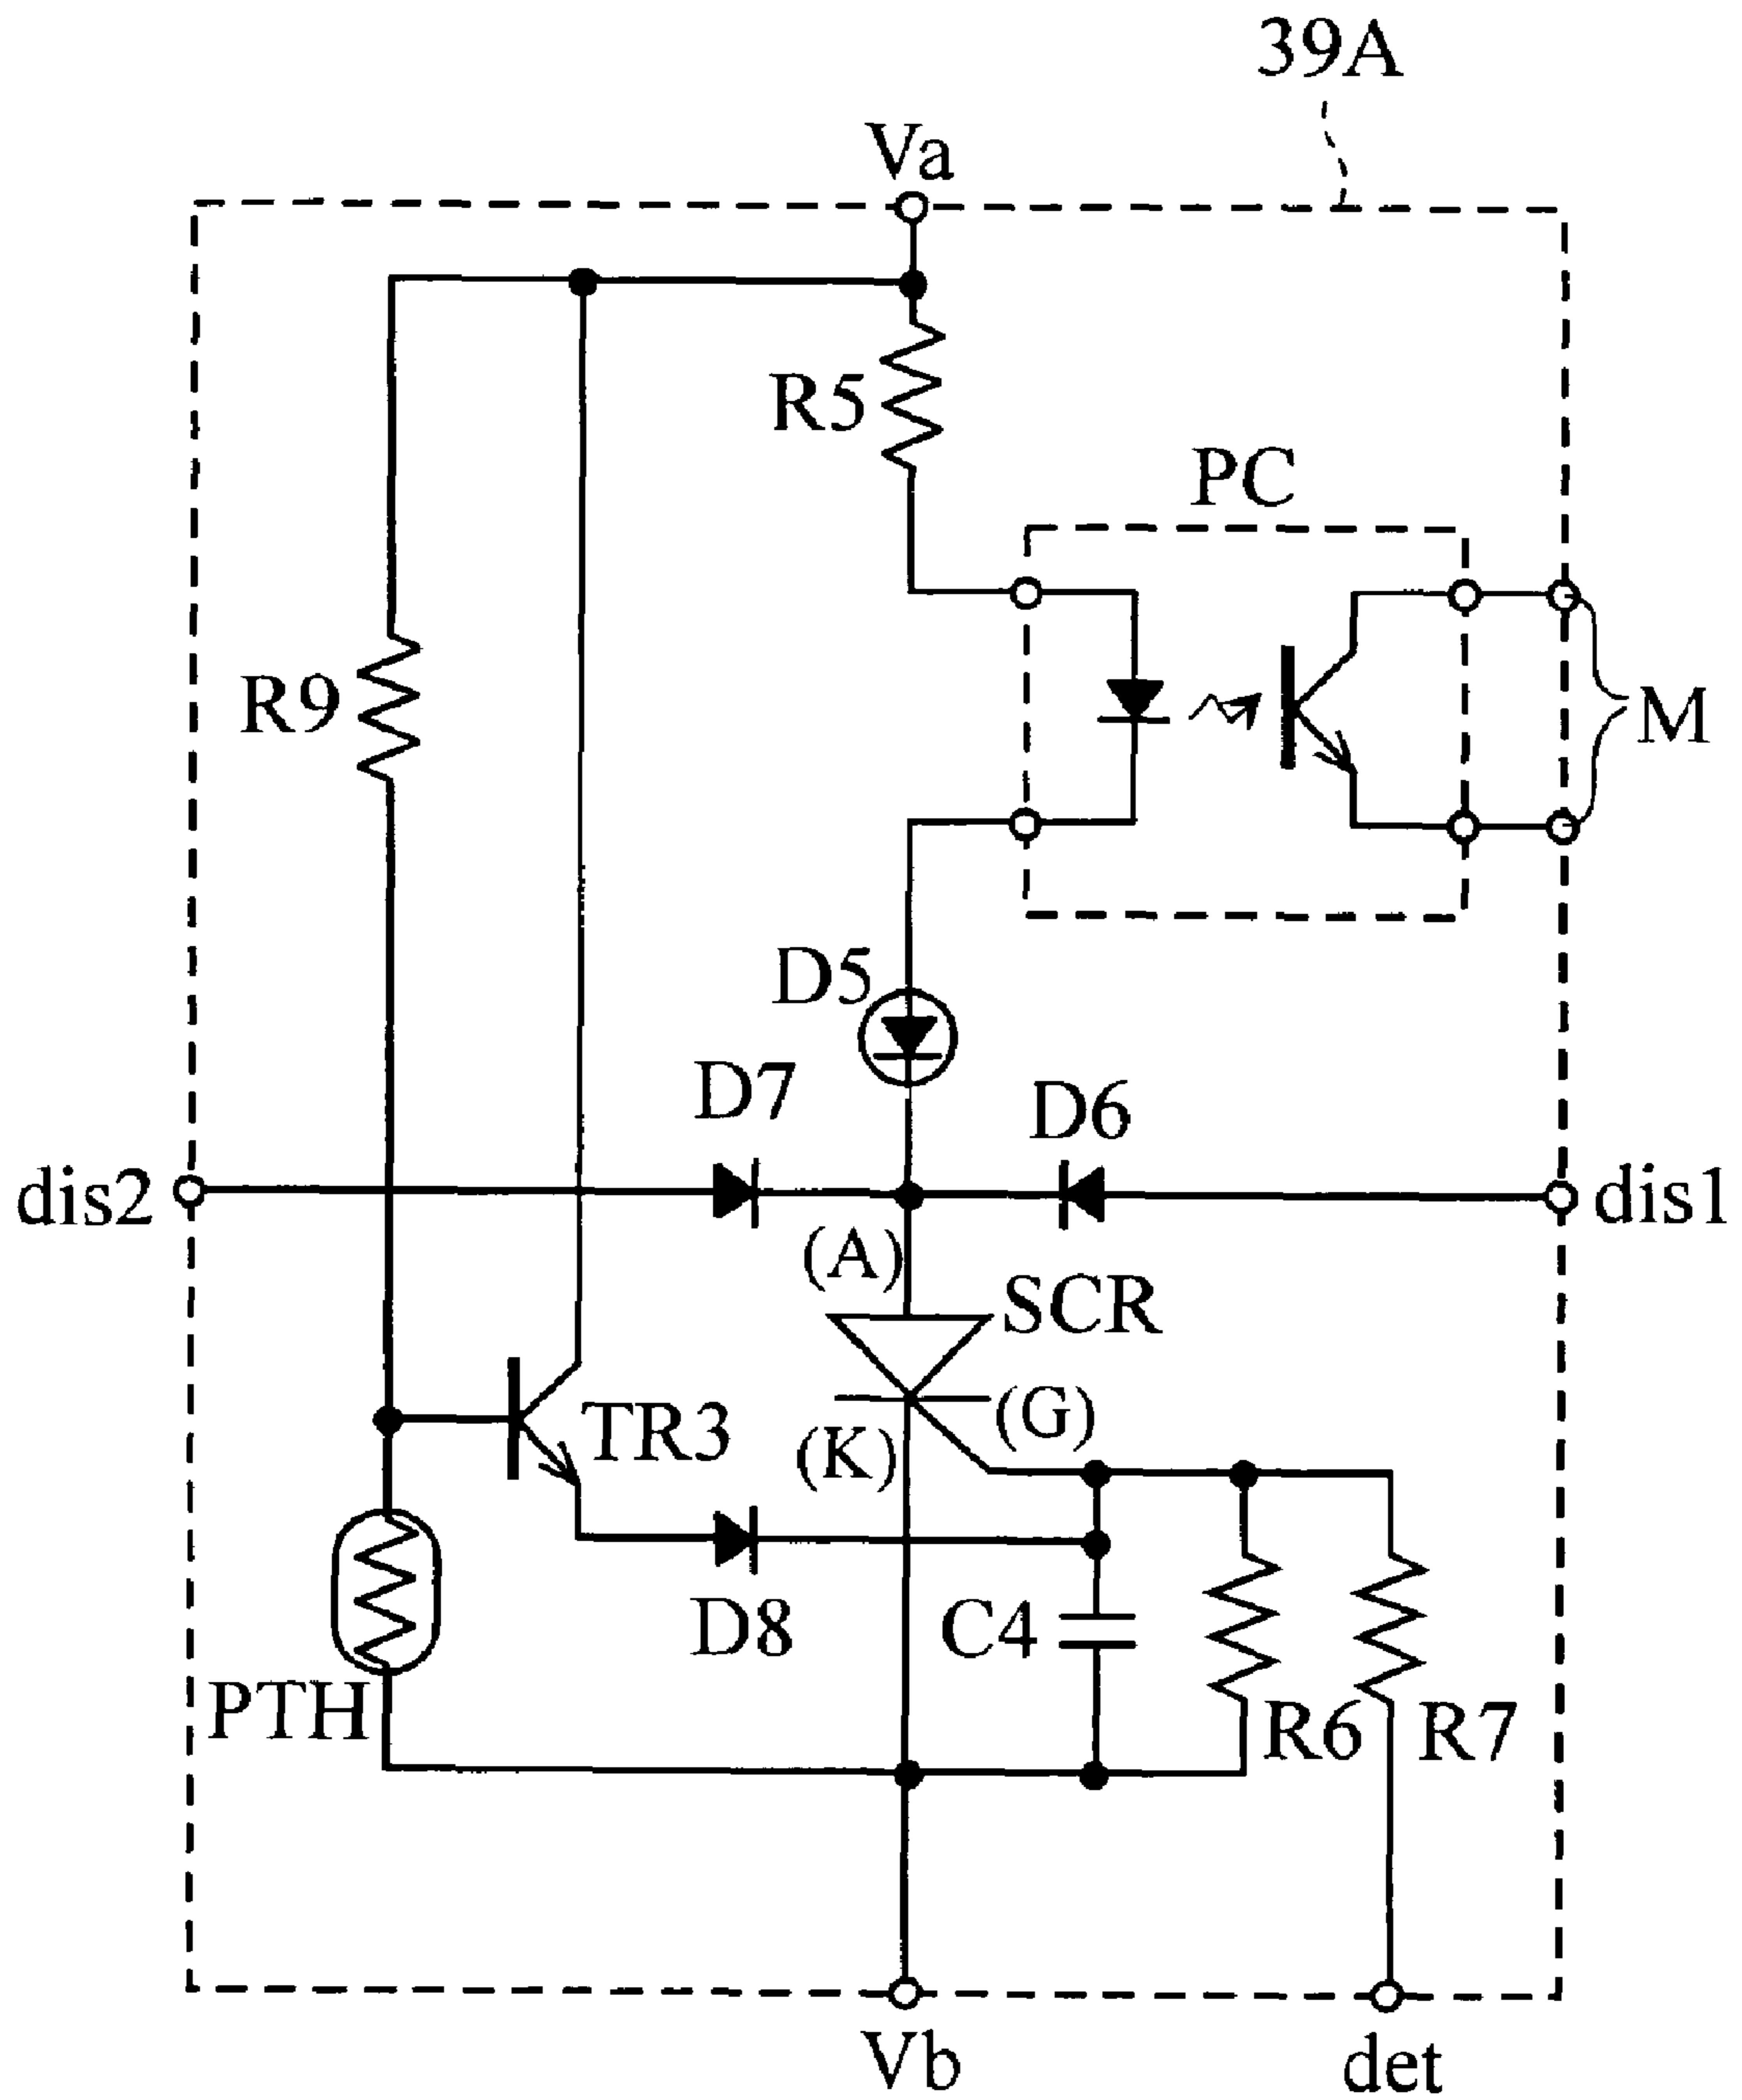 39A
Va
R5
PC
R9
M
D5
D7
D6
dis2
dis1
(A)
SCR
(G)
TR3
(K)
D8
C4
PTH
R6
R7
Vb
det